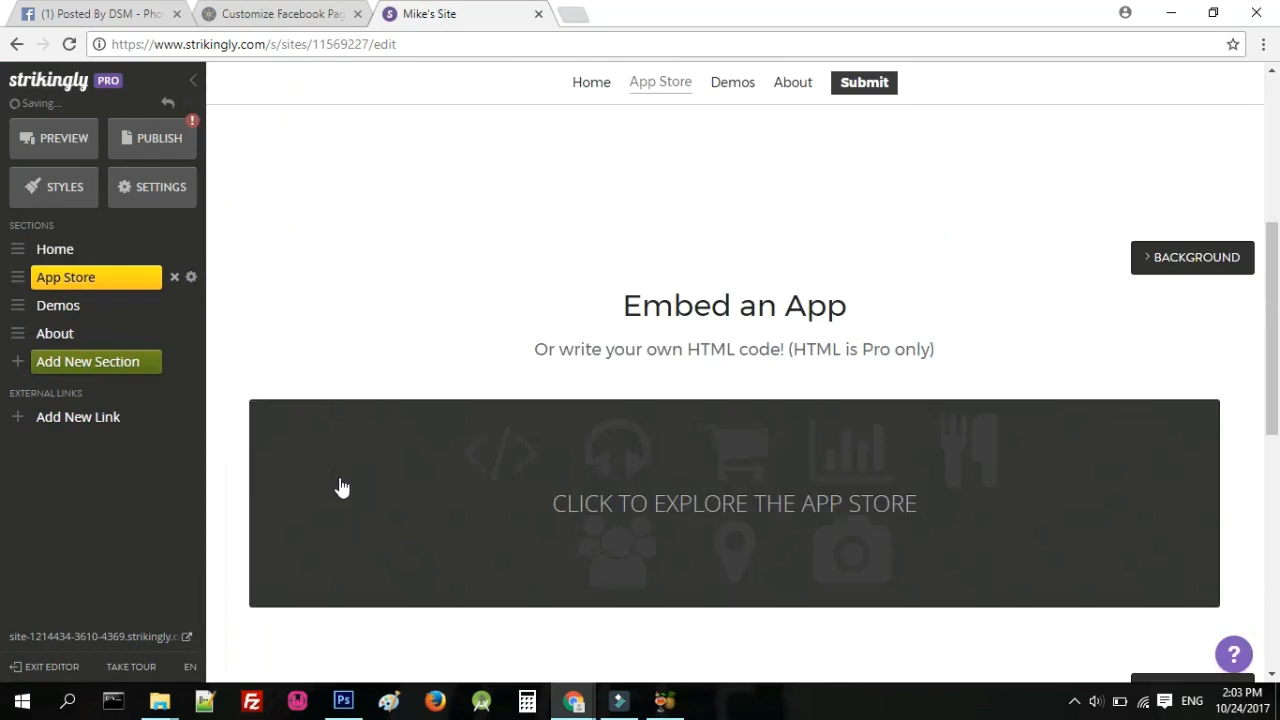 (1) Posted By DSM - Pho
Customize Facebook Pag
Mike's Site
https://www.strikingly.com/s/sites/11569227/edit
strikingly PRO
Saving...
PREVIEW
PUBLISH
!
STYLES
SETTINGS
SECTIONS
Home
App Store
Demos
About
Add New Section
EXTERNAL LINKS
Add New Link
site-1214434-3610-4369.strikingly.c
EXIT EDITOR
TAKE TOUR
EN
Home
App Store
Demos
About
Submit
BACKGROUND
Embed an App
Or write your own HTML code! (HTML is Pro only)
CLICK TO EXPLORE THE APP STORE
?
ENG
2:03 PM
10/24/2017